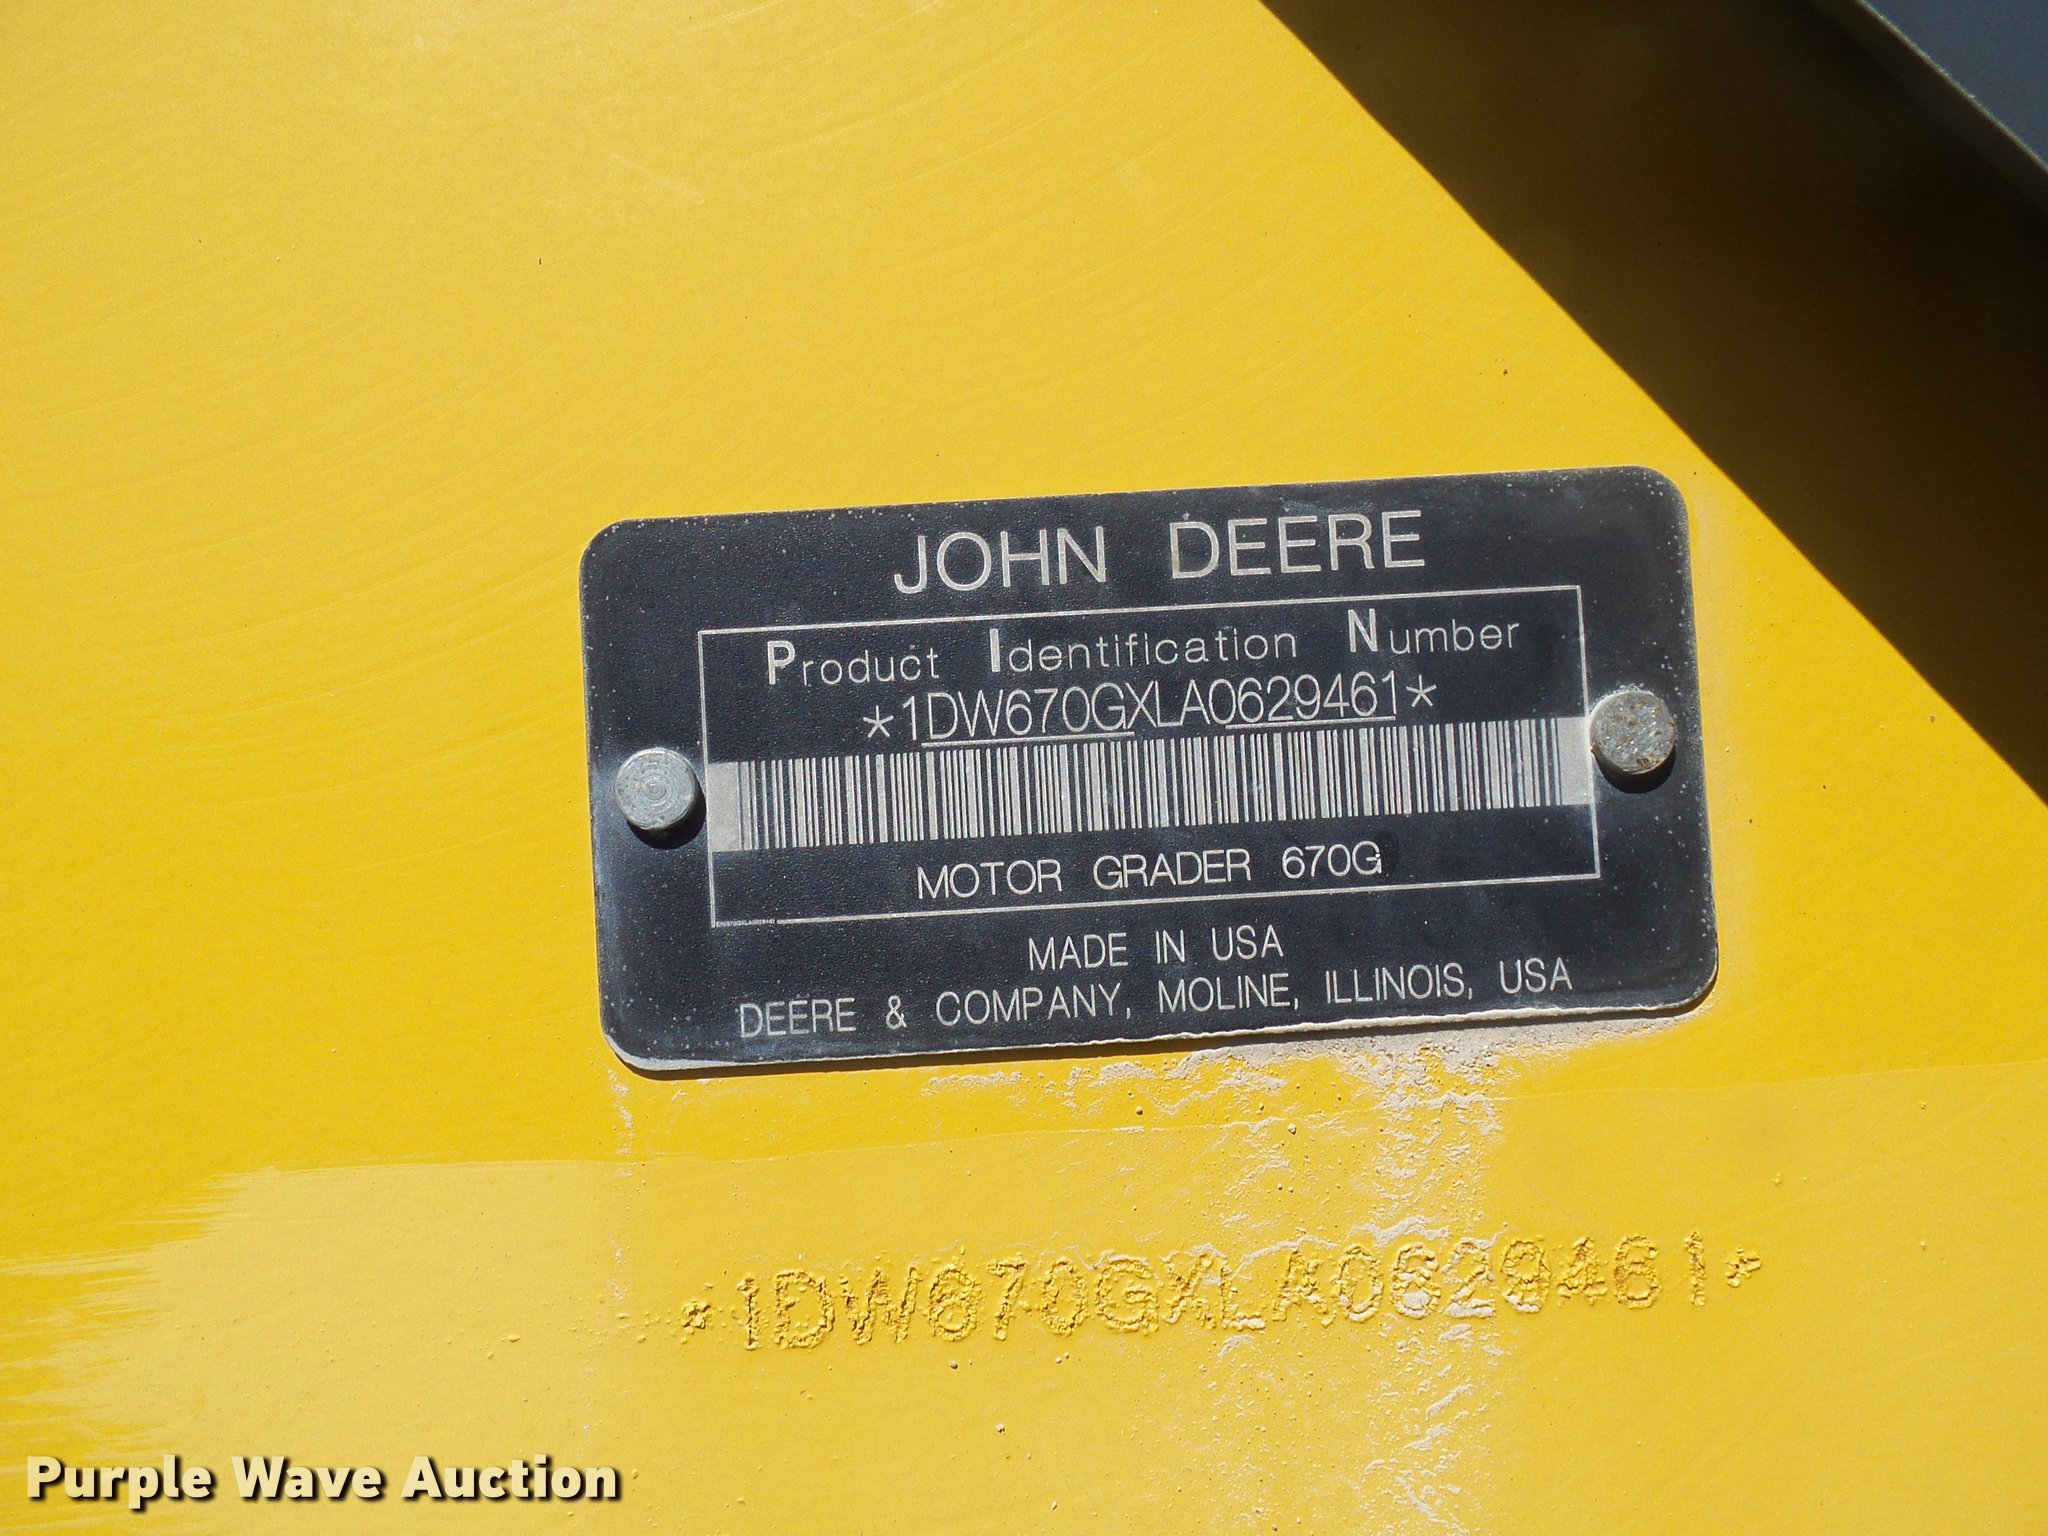 JOHN DEERE
Product Identification Number
*1DW670GXLA0629461*
MOTOR GRADER 670G
MADE IN USA
DEERE & COMPANY, MOLINE, ILLINOIS, USA
*1DW670GXLA0629461*
Purple Wave Auction